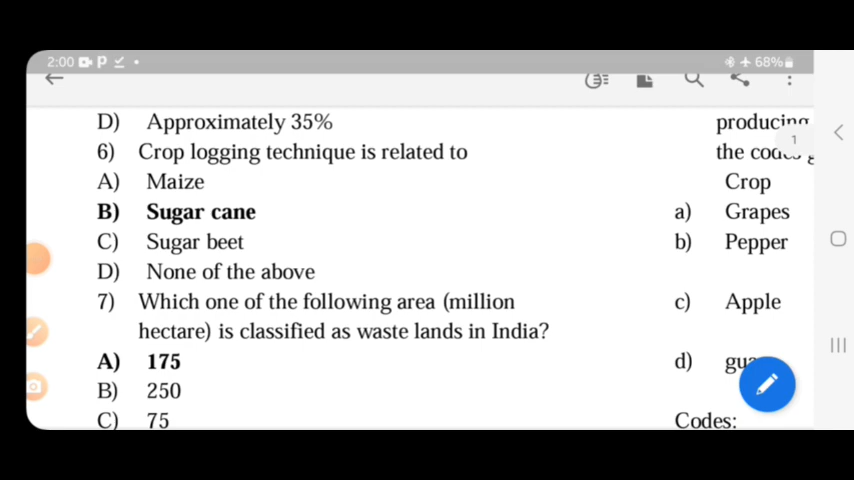 2:00
68%
D) Approximately 35%
6) Crop logging technique is related to
A) Maize
B) Sugar cane
C) Sugar beet
D) None of the above
7) Which one of the following area (million
hectare) is classified as waste lands in India?
A) 175
B) 250
C) 75
producing
the codes
1
Crop
a) Grapes
b) Pepper
c) Apple
d)
Codes: